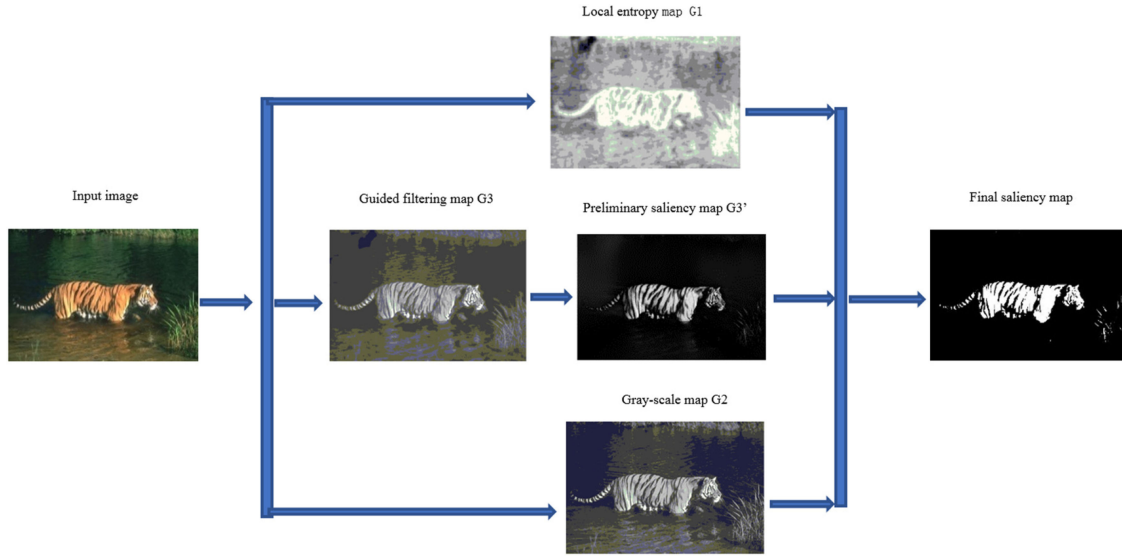 Local entropy map G1
Input image
Guided filtering map G3
Preliminary saliency map G3’
Final saliency map
Gray-scale map G2